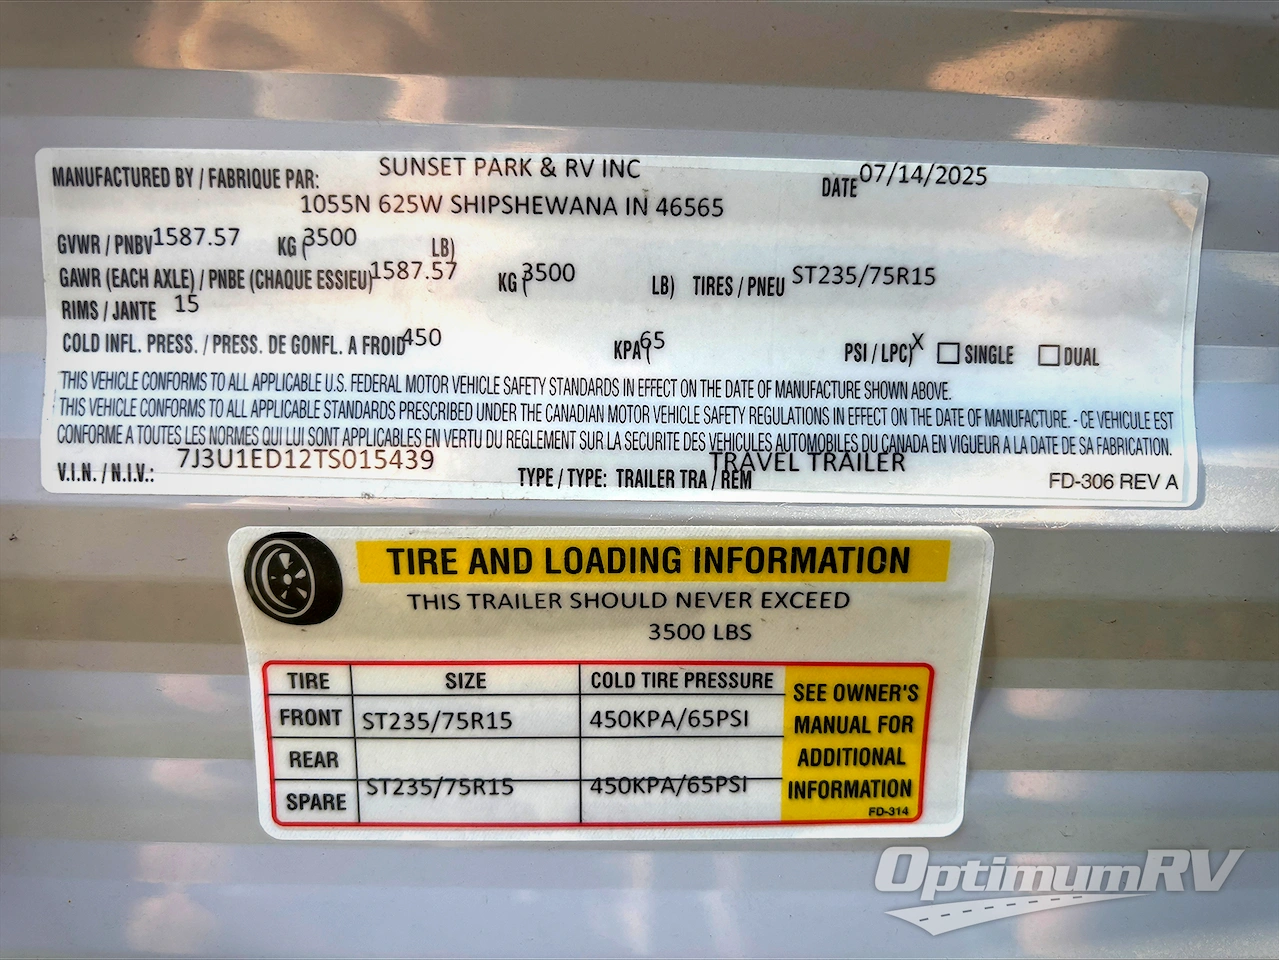 MANUFACTURED BY / FABRIQUE PAR: SUNSET PARK & RV INC DATE 07/14/2025
1055N 625W SHIPSHEWANA IN 46565
GVWR / PNBV 1587.57 KG (3500 LB)
GAWR (EACH AXLE) / PNBE (CHAQUE ESSIEU) 1587.57 KG (3500 LB) TIRES / PNEU ST235/75R15
RIMS / JANTE 15
COLD INFL. PRESS. / PRESS. DE GONFL. A FROID 450 KPA (65 PSI / LPC) X SINGLE DUAL
THIS VEHICLE CONFORMS TO ALL APPLICABLE U.S. FEDERAL MOTOR VEHICLE SAFETY STANDARDS IN EFFECT ON THE DATE OF MANUFACTURE SHOWN ABOVE.
THIS VEHICLE CONFORMS TO ALL APPLICABLE STANDARDS PRESCRIBED UNDER THE CANADIAN MOTOR VEHICLE SAFETY REGULATIONS IN EFFECT ON THE DATE OF MANUFACTURE. - CE VEHICULE EST
CONFORME A TOUTES LES NORMES QUI LUI SONT APPLICABLES EN VERTU DU REGLEMENT SUR LA SECURITE DES VEHICULES AUTOMOBILES DU CANADA EN VIGUEUR A LA DATE DE SA FABRICATION.
V.I.N. / N.I.V.: 7J3U1ED12TS015439 TYPE / TYPE: TRAILER TRA / REM TRAVEL TRAILER FD-306 REV A
TIRE AND LOADING INFORMATION
THIS TRAILER SHOULD NEVER EXCEED
3500 LBS
TIRE SIZE COLD TIRE PRESSURE
FRONT ST235/75R15 450KPA/65PSI
REAR
SPARE ST235/75R15 450KPA/65PSI
SEE OWNER'S
MANUAL FOR
ADDITIONAL
INFORMATION
FD-314
OptimumRV